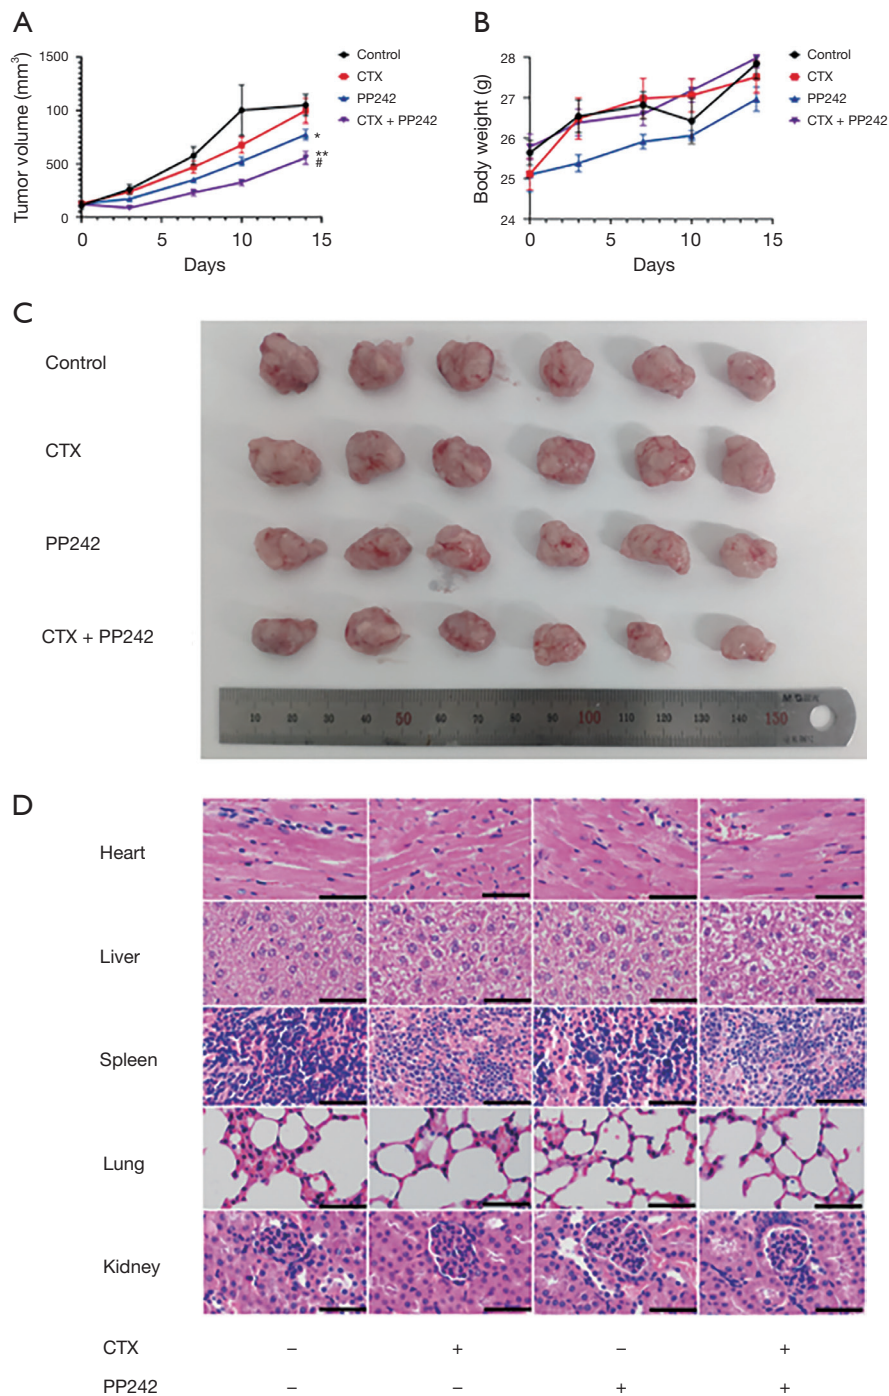 A
Tumor volume (mm³)
1500
1000
500
0
0 5 10 15
Days
Control
CTX
PP242
CTX + PP242
*
**
#
B
Body weight (g)
28
27
26
25
24
0 5 10 15
Days
Control
CTX
PP242
CTX + PP242
C
Control
CTX
PP242
CTX + PP242
10 20 30 40 50 60 70 80 90 100 110 120 130 140 150
D
Heart
Liver
Spleen
Lung
Kidney
CTX – + – +
PP242 – – + +